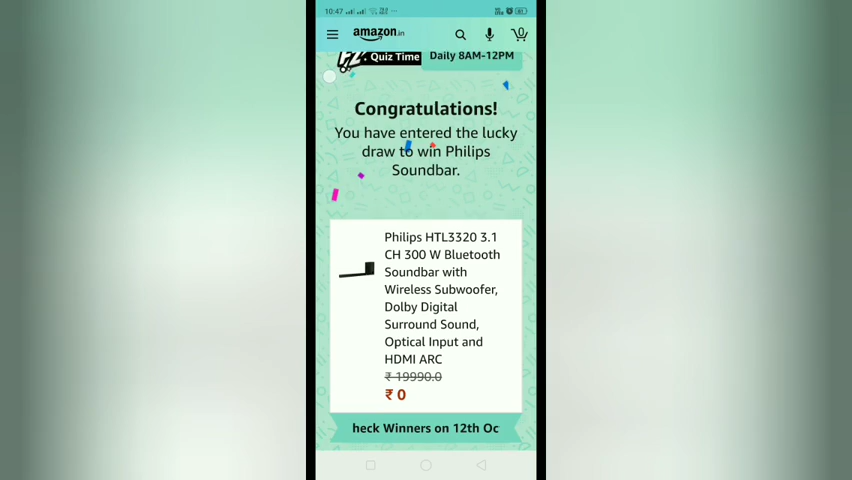 10:47
amazon.in
0
FZ. Quiz Time
Daily 8AM-12PM
Congratulations!
You have entered the lucky
draw to win Philips
Soundbar.
Philips HTL3320 3.1
CH 300 W Bluetooth
Soundbar with
Wireless Subwoofer,
Dolby Digital
Surround Sound,
Optical Input and
HDMI ARC
₹ 19990.0
₹ 0
heck Winners on 12th Oc